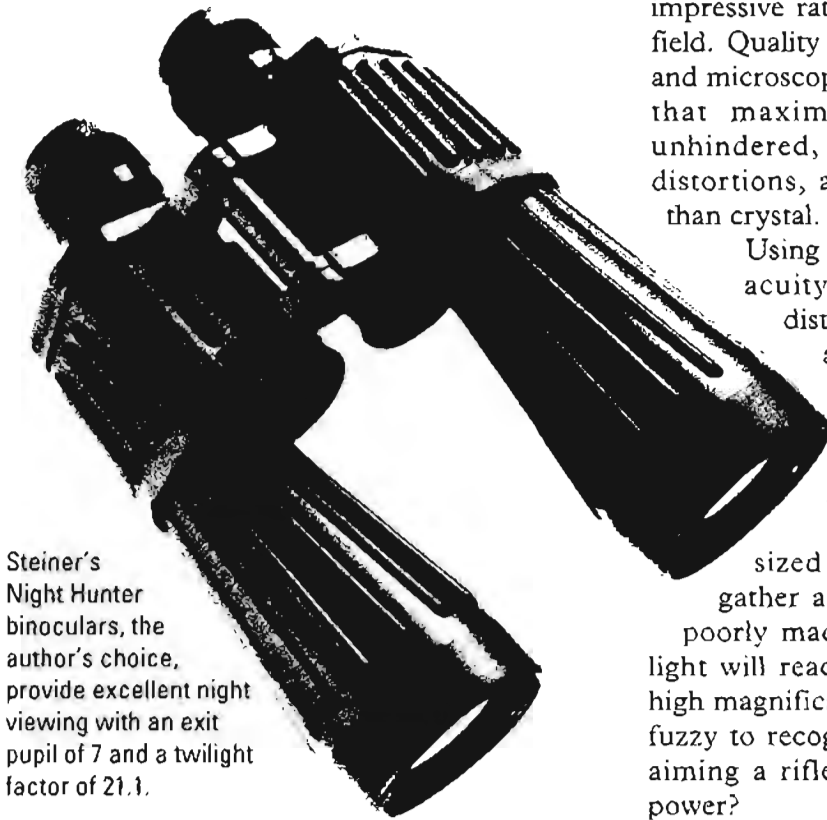 impressive rat
field. Quality
and microscop
that maxim
unhindered,
distortions, a
than crystal.
Using
acuity
dist
a
sized
gather a
poorly mad
light will reac
high magnific
fuzzy to recog
aiming a rifle
power?
Steiner's
Night Hunter
binoculars, the
author's choice,
provide excellent night
viewing with an exit
pupil of 7 and a twilight
factor of 21.1.